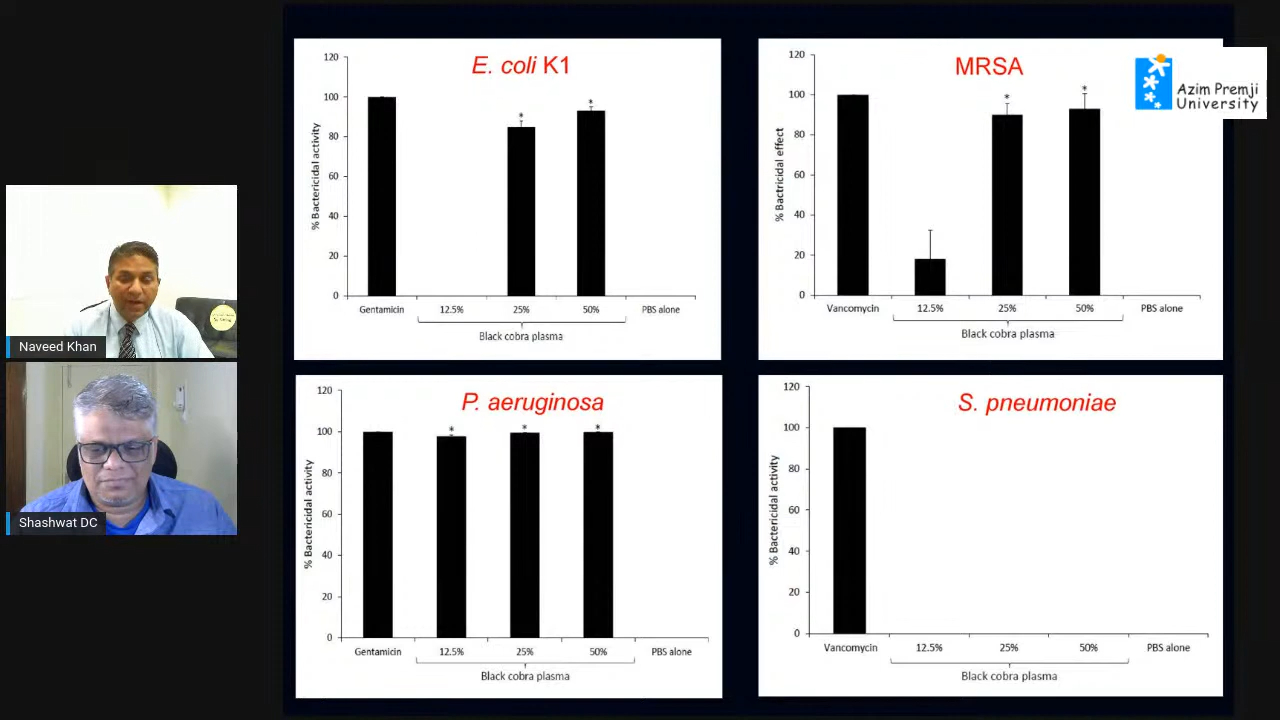 E. coli K1
% Bactericidal activity
120
100
80
60
40
20
0
*
*
Gentamicin 12.5% 25% 50% PBS alone
Black cobra plasma
MRSA
% Bactricidal effect
120
100
80
60
40
20
0
*
*
Vancomycin 12.5% 25% 50% PBS alone
Black cobra plasma
Azim Premji
University
Naveed Khan
Shashwat DC
P. aeruginosa
% Bactericidal activity
120
100
80
60
40
20
0
*
*
*
Gentamicin 12.5% 25% 50% PBS alone
Black cobra plasma
S. pneumoniae
% Bactericidal activity
120
100
80
60
40
20
0
Vancomycin 12.5% 25% 50% PBS alone
Black cobra plasma